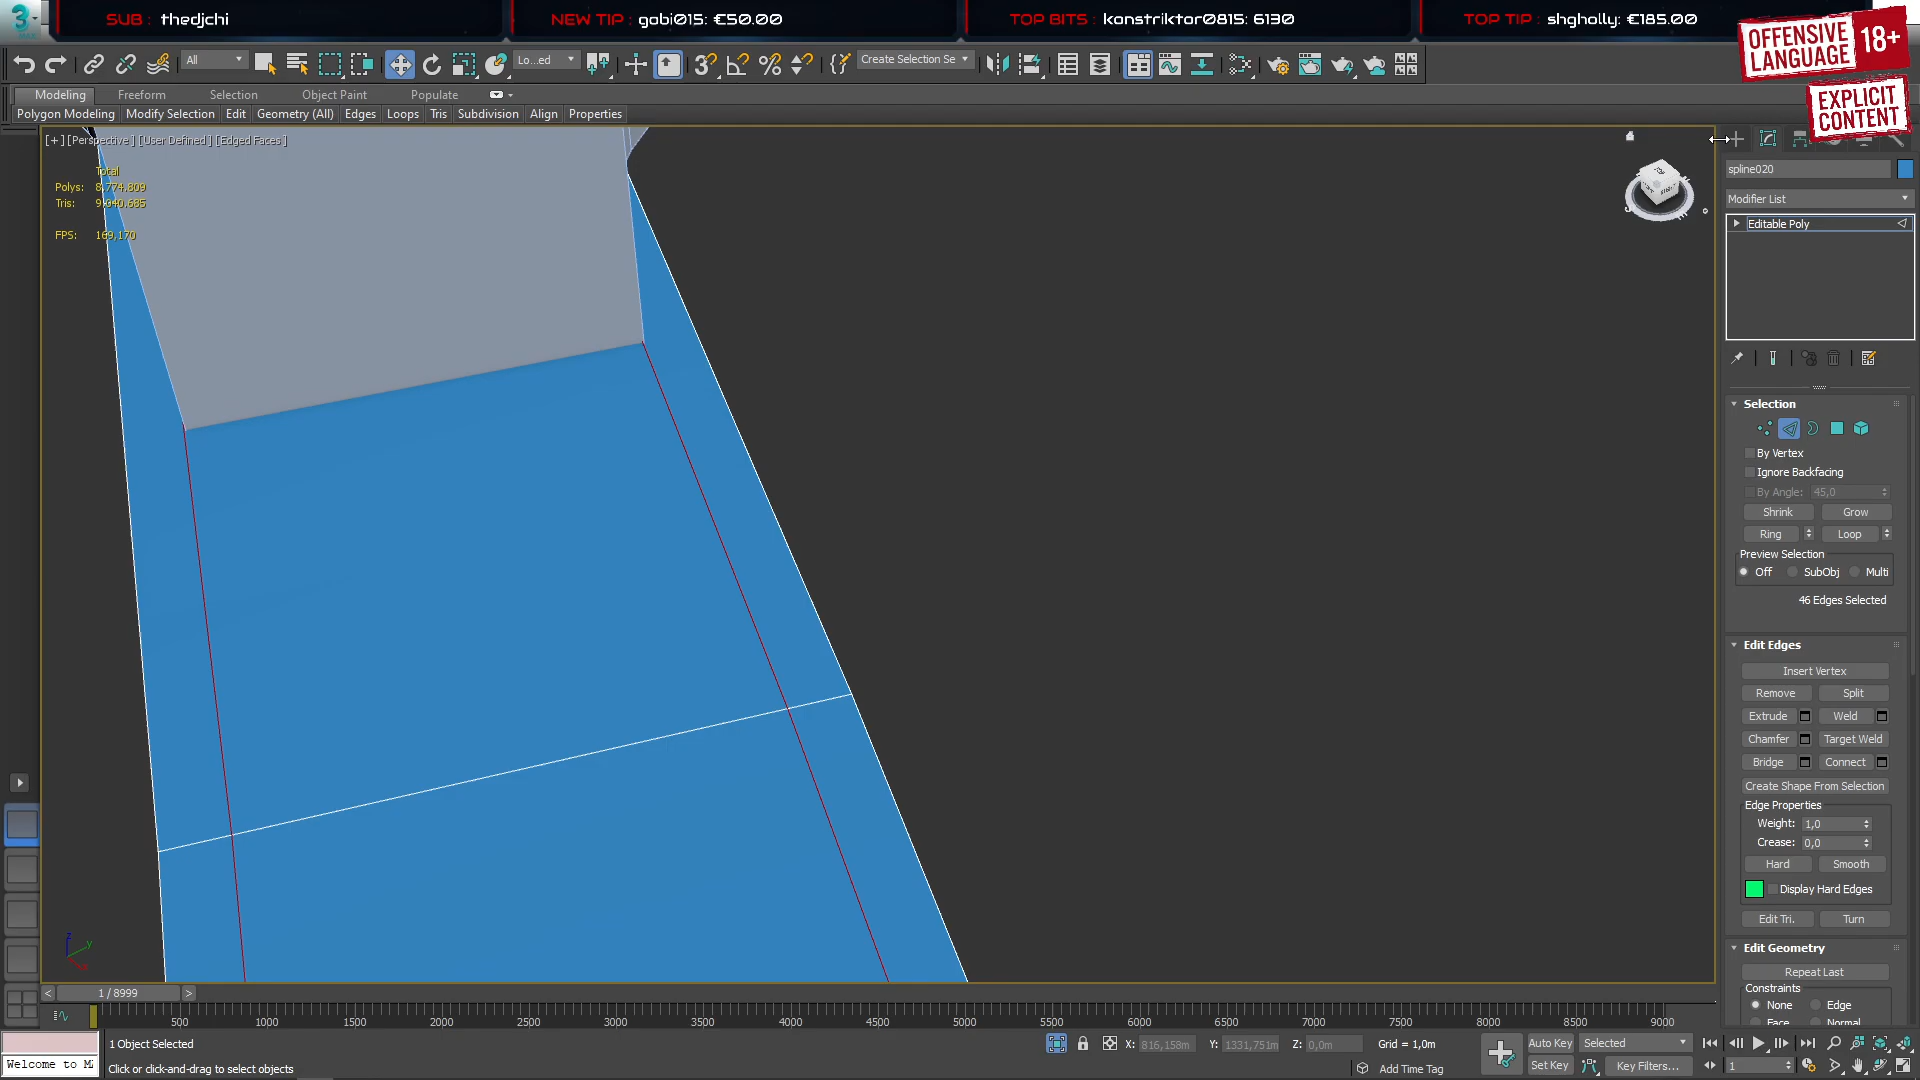 SUB : thedjchi
NEW TIP : gabi015: €50.00
TOP BITS : konstriktor0815: 6130
TOP TIP : shgholly: €185.00
OFFENSIVE LANGUAGE 18+
EXPLICIT CONTENT
All
Lo...ed
Create Selection Se
Modeling
Freeform
Selection
Object Paint
Populate
Polygon Modeling
Modify Selection
Edit
Geometry (All)
Edges
Loops
Tris
Subdivision
Align
Properties
[+] [Perspective] [User Defined] [Edged Faces]
Total
Polys: 8.774.809
Tris: 9.040.685
FPS: 169,170
spline020
Modifier List
Editable Poly
Selection
By Vertex
Ignore Backfacing
By Angle: 45,0
Shrink
Grow
Ring
Loop
Preview Selection
Off
SubObj
Multi
46 Edges Selected
Edit Edges
Insert Vertex
Remove
Split
Extrude
Weld
Chamfer
Target Weld
Bridge
Connect
Create Shape From Selection
Edge Properties
Weight: 1,0
Crease: 0,0
Hard
Smooth
Display Hard Edges
Edit Tri.
Turn
Edit Geometry
Repeat Last
Constraints
None
Edge
Face
Normal
1 / 8999
500 1000 1500 2000 2500 3000 3500 4000 4500 5000 5500 6000 6500 7000 7500 8000 8500 9000
1 Object Selected
X: 816,158m
Y: 1331,751m
Z: 0,0m
Grid = 1,0m
Auto Key
Selected
Welcome to M
Click or click-and-drag to select objects
Add Time Tag
Set Key
Key Filters...
1